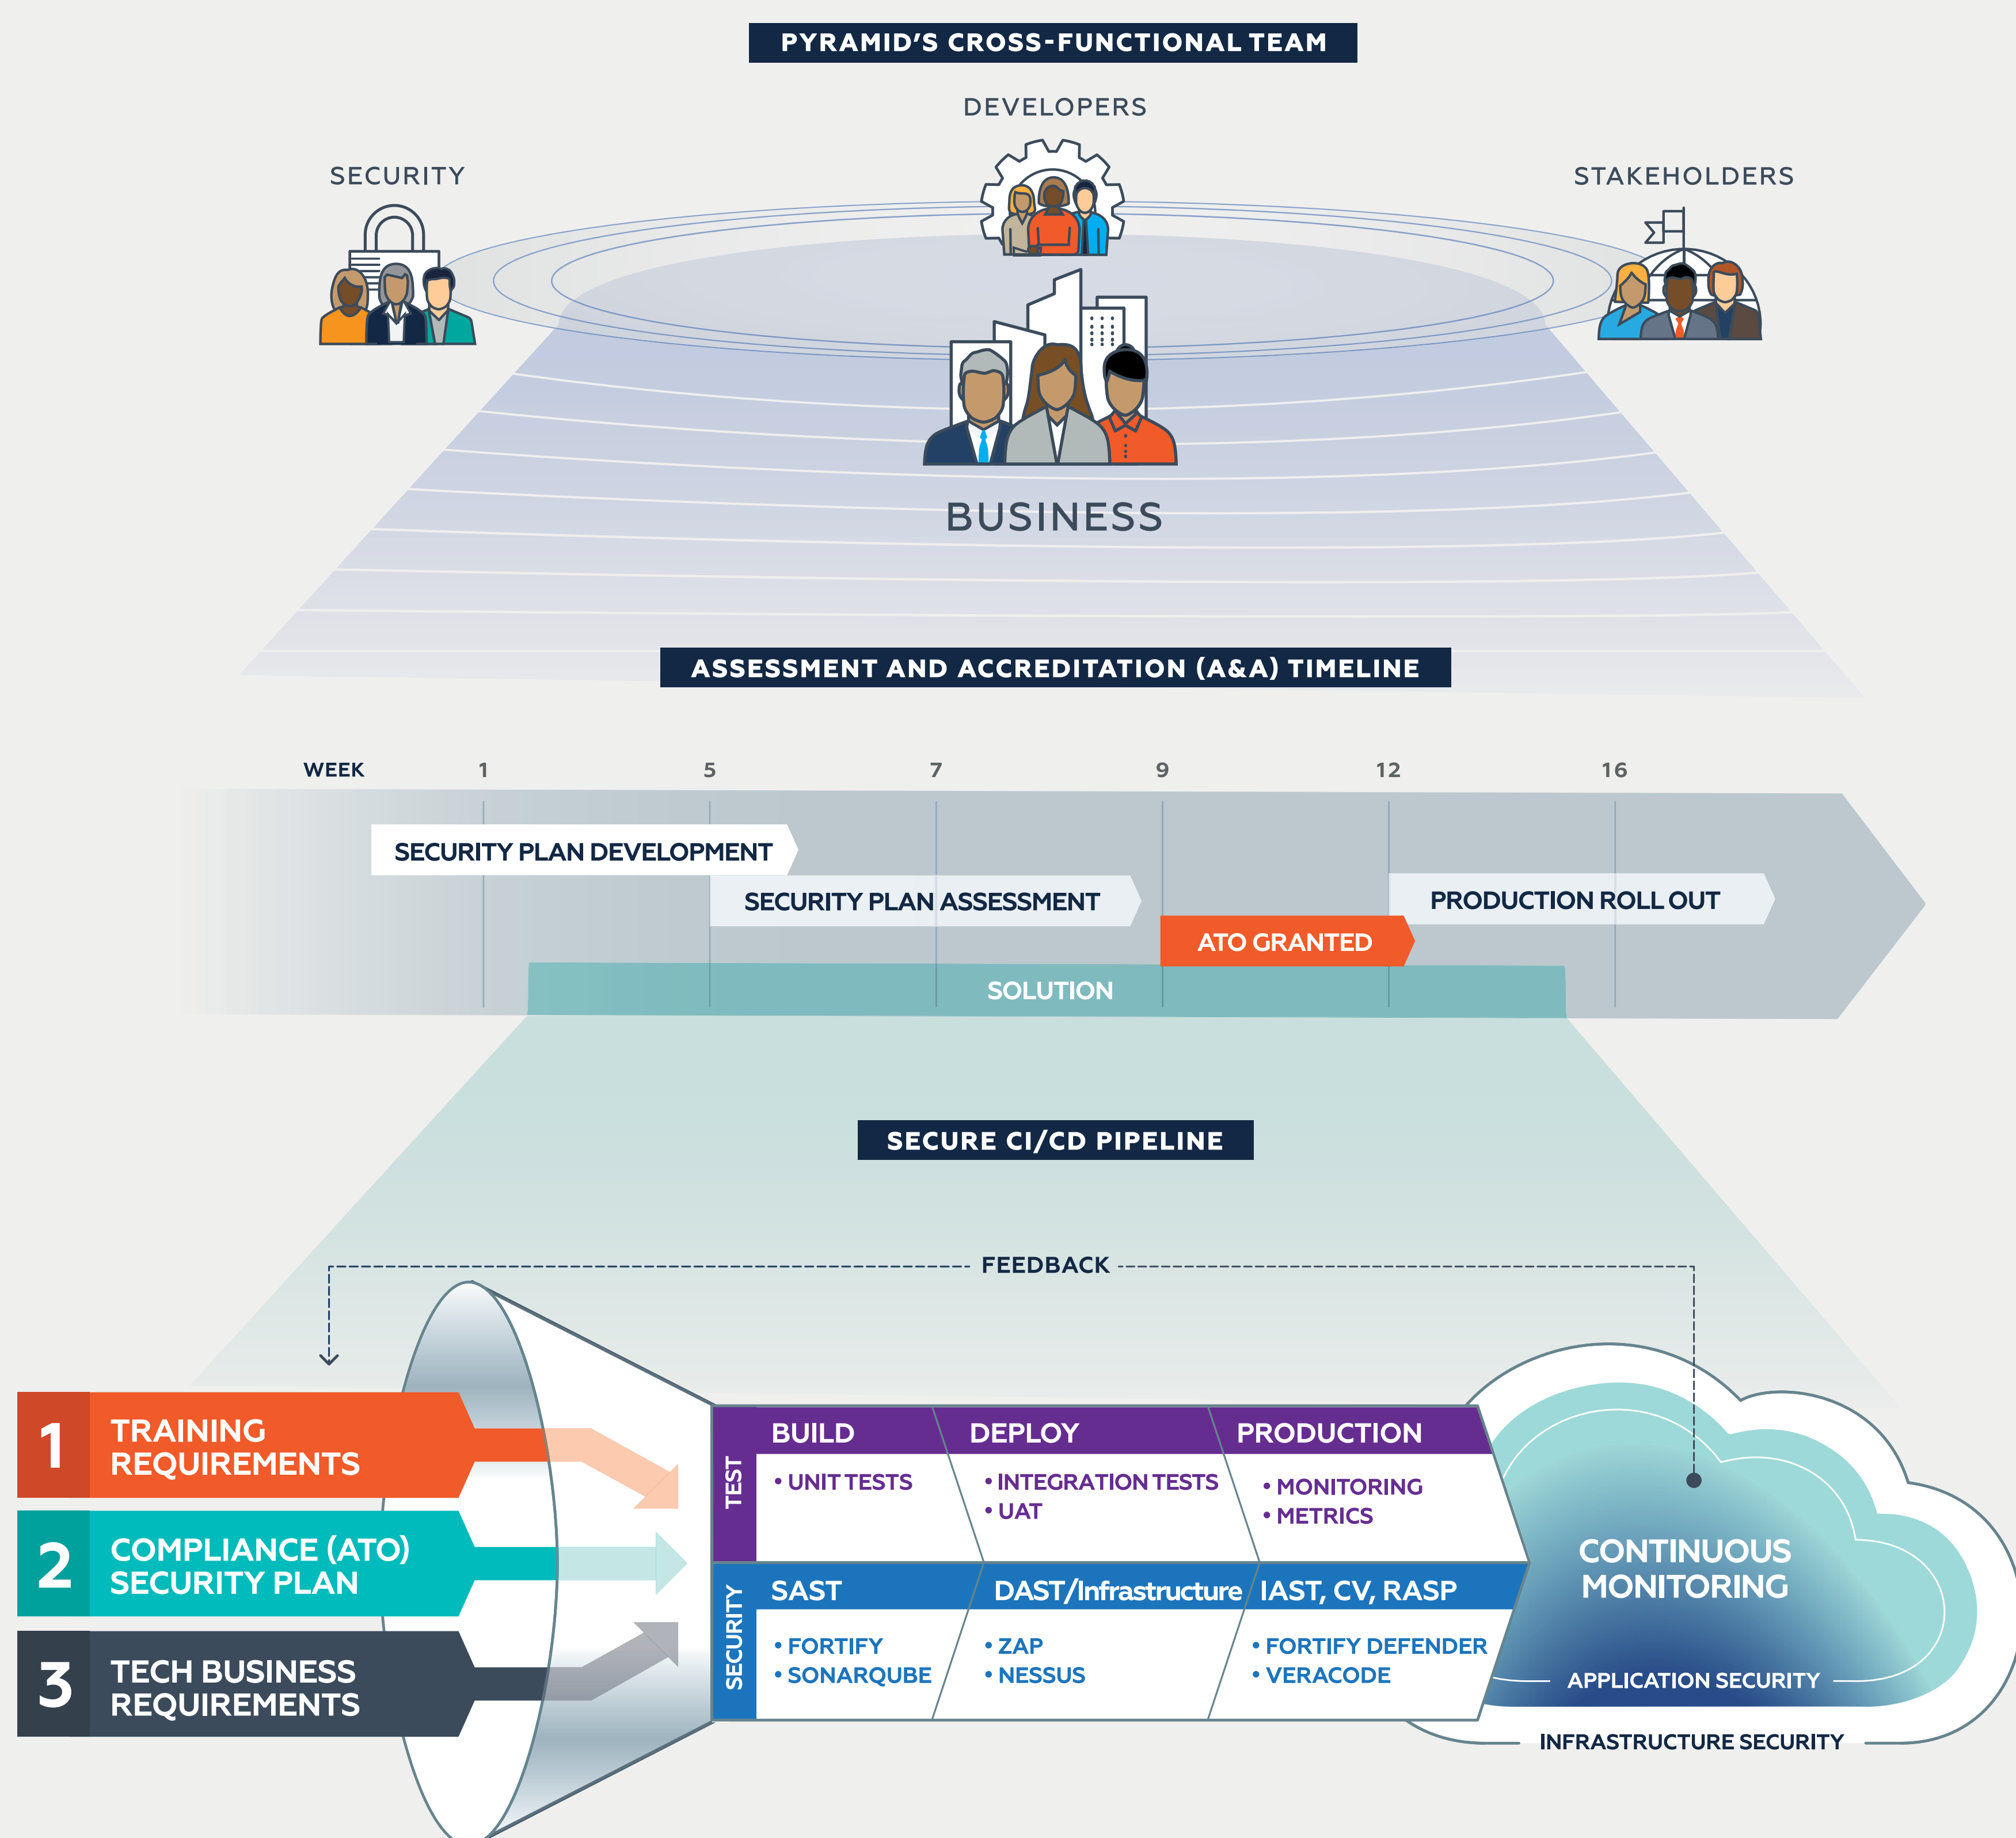 PYRAMID'S CROSS-FUNCTIONAL TEAM
DEVELOPERS
SECURITY
STAKEHOLDERS
BUSINESS
ASSESSMENT AND ACCREDITATION (A&A) TIMELINE
WEEK 1 5 7 9 12 16
SECURITY PLAN DEVELOPMENT
SECURITY PLAN ASSESSMENT
PRODUCTION ROLL OUT
ATO GRANTED
SOLUTION
SECURE CI/CD PIPELINE
FEEDBACK
1
TRAINING
REQUIREMENTS
2
COMPLIANCE (ATO)
SECURITY PLAN
3
TECH BUSINESS
REQUIREMENTS
TEST
BUILD
• UNIT TESTS
DEPLOY
• INTEGRATION TESTS
• UAT
PRODUCTION
• MONITORING
• METRICS
SECURITY
SAST
• FORTIFY
• SONARQUBE
DAST/Infrastructure
• ZAP
• NESSUS
IAST, CV, RASP
• FORTIFY DEFENDER
• VERACODE
CONTINUOUS
MONITORING
APPLICATION SECURITY
INFRASTRUCTURE SECURITY